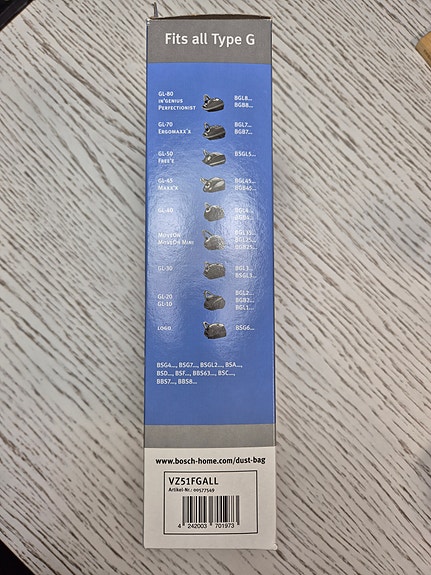 Fits all Type G
GL-80
in'genius
Perfectionist
BGL8...
BGB8...
GL-70
Ergomaxx'x
BGL7...
BGB7...
GL-50
Free'e
BSGL5...
GL-45
Maxx'x
BGL45...
BGB45...
GL-40
BGL4...
BGB4...
MoveOn
MoveOn Mini
BGL35...
BGL25...
BGB25...
GL-30
BGL3...
BSGL3...
GL-20
GL-10
BGL2...
BGB2...
BGL1...
Logo
BSG6...
BSG4..., BSG7..., BSGL2..., BSA...,
BSD..., BSF..., BBS63..., BSC...,
BBS7..., BBS8...
www.bosch-home.com/dust-bag
VZ51FGALL
Artikel-Nr.: 00577549
4 242003 701973